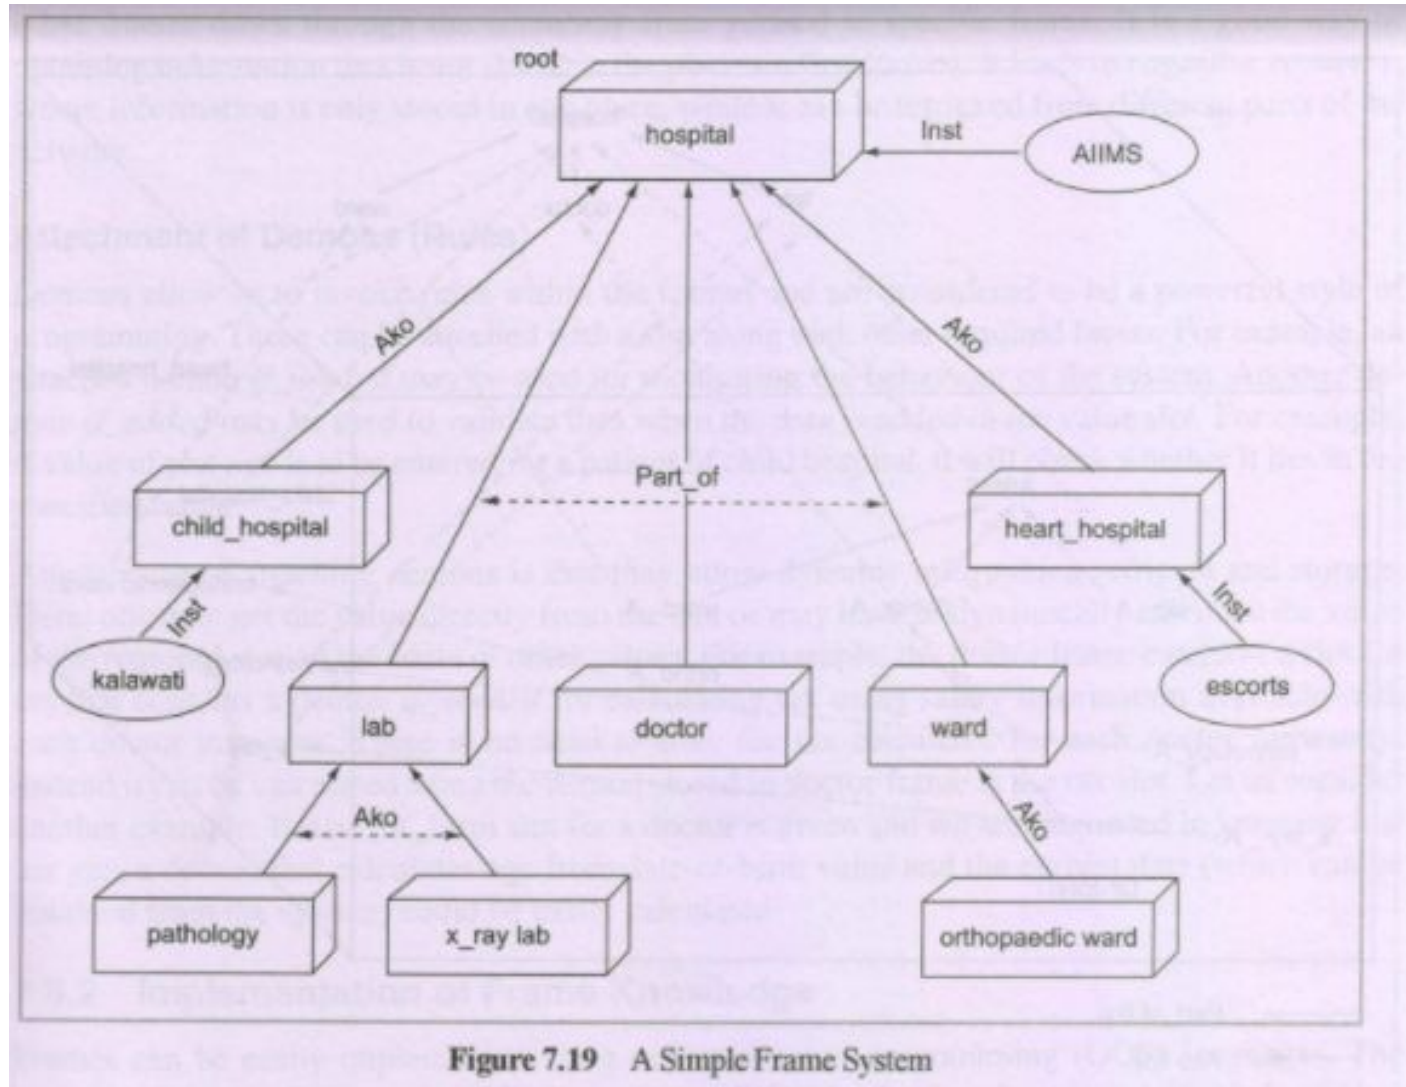 root
hospital
Inst
AIIMS
Ako
Ako
Part_of
child_hospital
heart_hospital
Inst
Inst
kalawati
escorts
lab
doctor
ward
Ako
Ako
pathology
x_ray lab
orthopaedic ward
Figure 7.19 A Simple Frame System